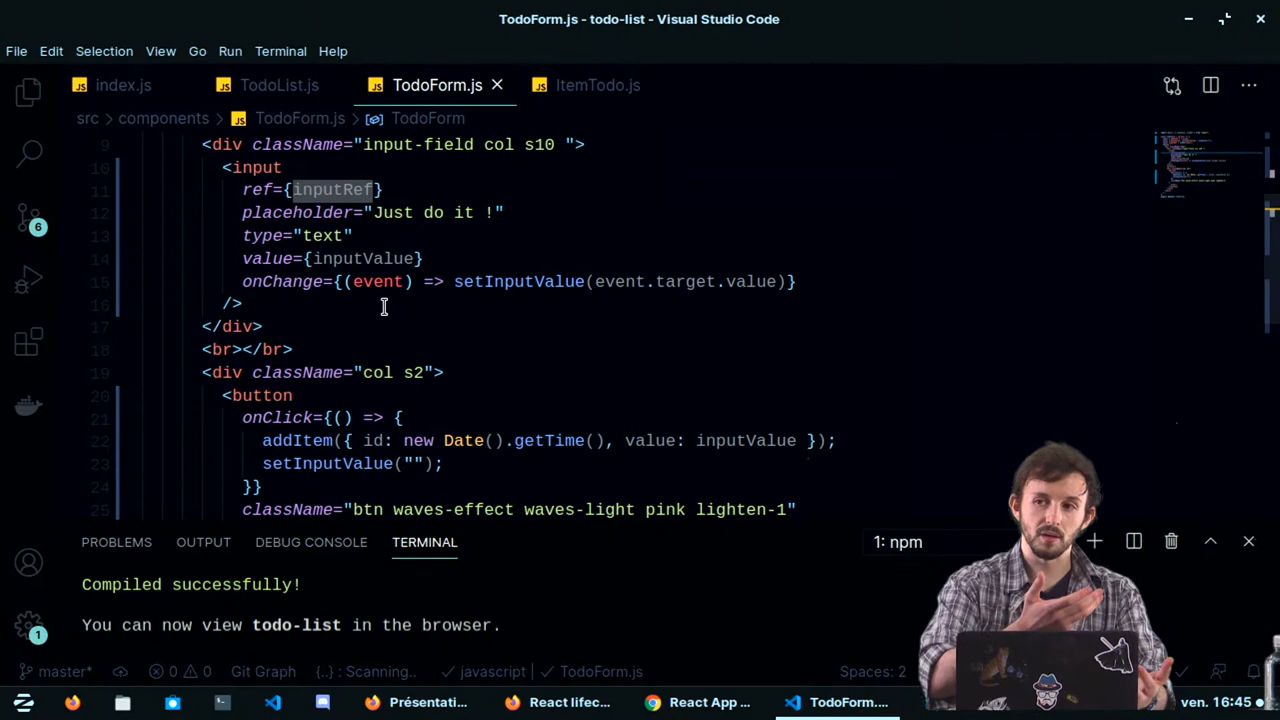 TodoForm.js - todo-list - Visual Studio Code
File Edit Selection View Go Run Terminal Help
JS index.js JS TodoList.js JS TodoForm.js JS ItemTodo.js
src > components > JS TodoForm.js > TodoForm
9 <div className="input-field col s10 ">
10 <input
11 ref={inputRef}
12 placeholder="Just do it !"
13 type="text"
14 value={inputValue}
15 onChange={(event) => setInputValue(event.target.value)}
16 />
17 </div>
18 <br></br>
19 <div className="col s2">
20 <button
21 onClick={() => {
22 addItem({ id: new Date().getTime(), value: inputValue });
23 setInputValue("");
24 }}
25 className="btn waves-effect waves-light pink lighten-1"
6
PROBLEMS OUTPUT DEBUG CONSOLE TERMINAL 1: npm
Compiled successfully!
You can now view todo-list in the browser.
1
master* 0 0 Git Graph {..} : Scanning... javascript TodoForm.js Spaces: 2
Présentati... React lifec... React App ... TodoForm.... ven. 16:45